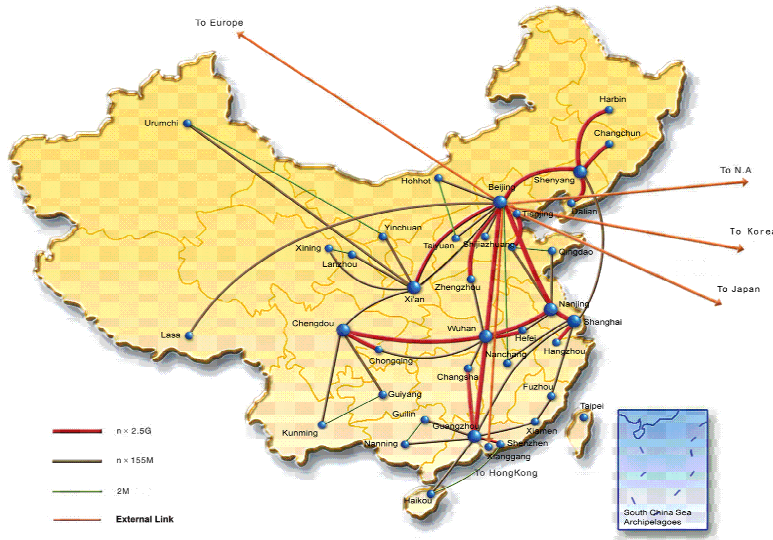 To Europe
Harbin
Urumchi
Changchun
To N.A
Hohhot
Shenyang
Beijing
Dalian
Tianjing
To Korea
Yinchuan
Taiyuan
Shijiazhuang
Xining
Lanzhou
Qingdao
Zhengzhou
To Japan
Xi'an
Nanjing
Chengdou
Wuhan
Shanghai
Lasa
Hefei
Hangzhou
Nanchang
Chongqing
Changsha
Guiyang
Fuzhou
Guilin
Taipei
Kunming
Nanning
Guangzhou
Xiamen
Shenzhen
Xianggang
To HongKong
Haikou
n × 2.5G
n × 155M
2M
External Link
South China Sea
Archipelagoes